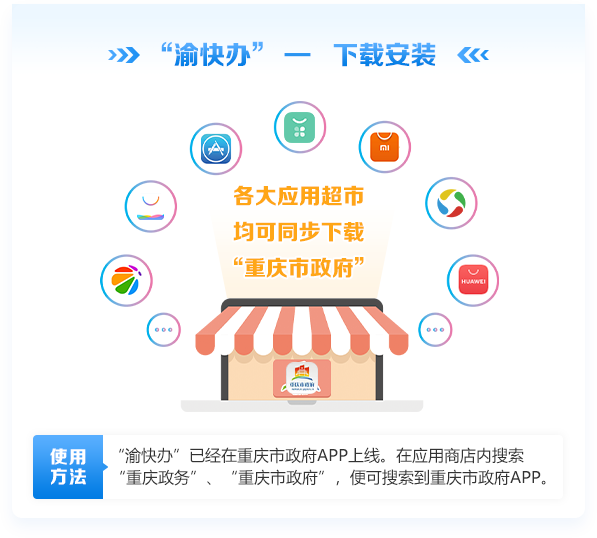 “渝快办” — 下载安装
各大应用超市
均可同步下载
“重庆市政府”
HUAWEI
重庆市政府
使用
方法
“渝快办”已经在重庆市政府APP上线。在应用商店内搜索
“重庆政务”、“重庆市政府”，便可搜索到重庆市政府APP。